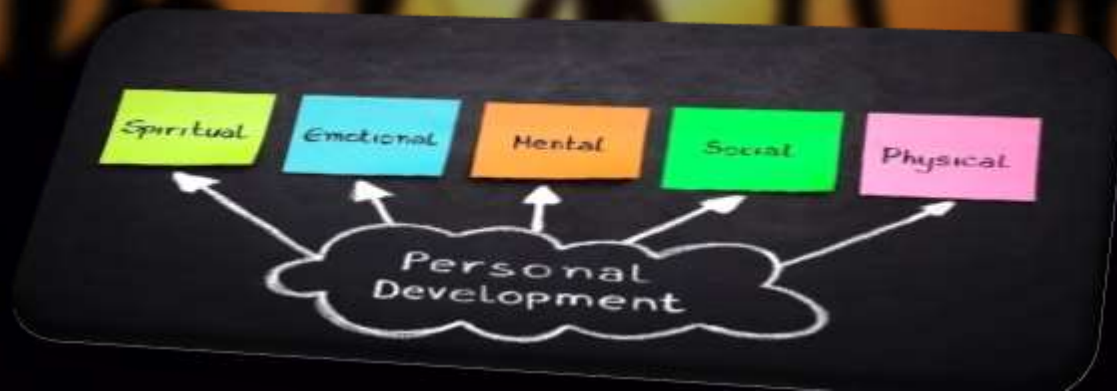 Spiritual
Emotional
Mental
Social
Physical
Personal
Development